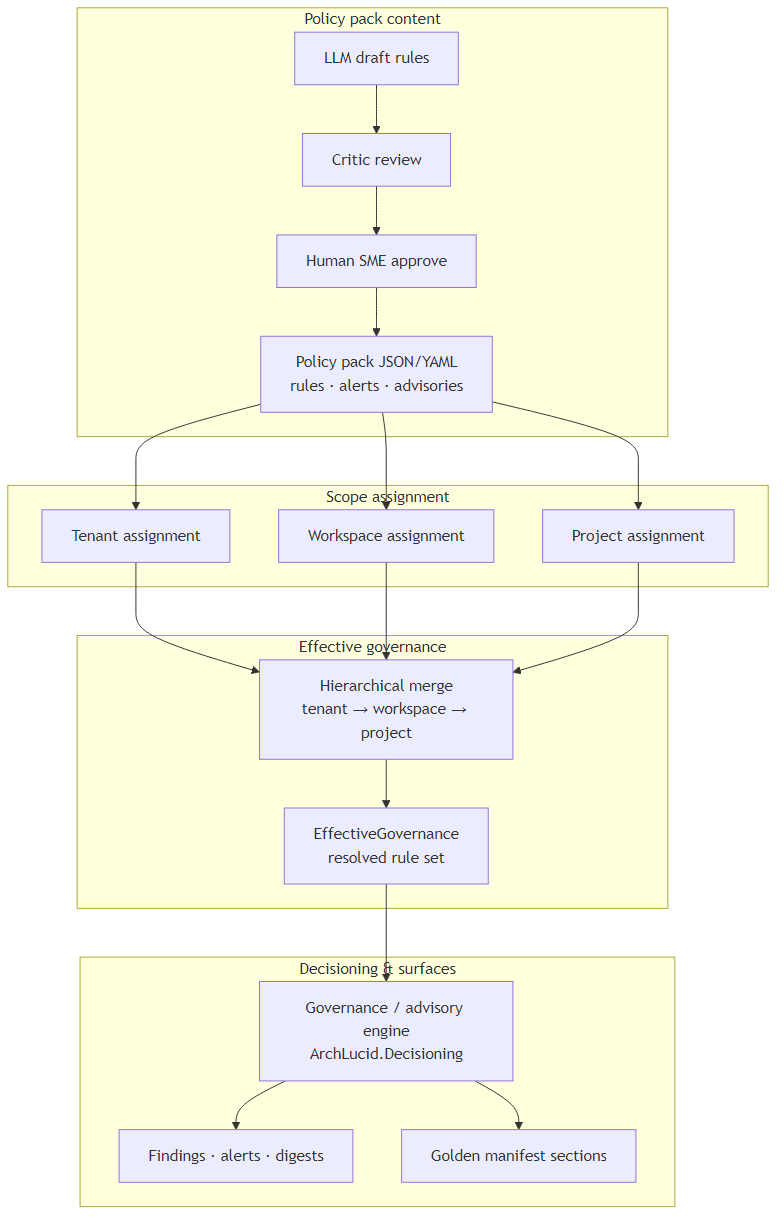 Policy pack content
LLM draft rules
Critic review
Human SME approve
Policy pack JSON/YAML
rules · alerts · advisories
Scope assignment
Tenant assignment
Workspace assignment
Project assignment
Effective governance
Hierarchical merge
tenant → workspace →
project
EffectiveGovernance
resolved rule set
Decisioning & surfaces
Governance / advisory
engine
ArchLucid.Decisioning
Findings · alerts · digests
Golden manifest sections